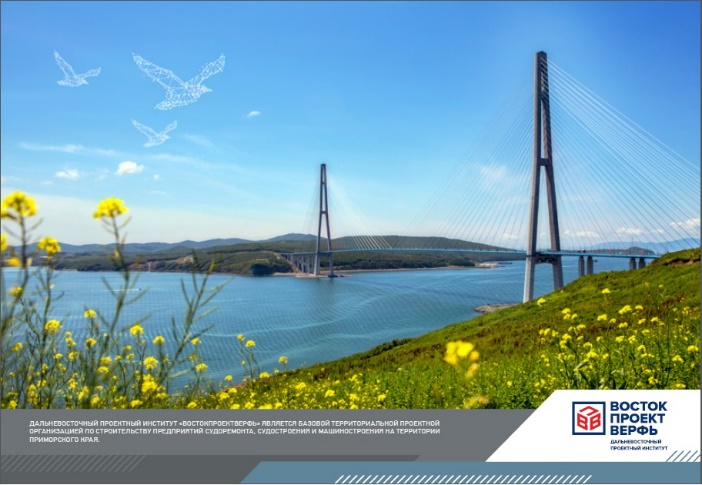 ДАЛЬНЕВОСТОЧНЫЙ ПРОЕКТНЫЙ ИНСТИТУТ «ВОСТОКПРОЕКТВЕРФЬ» ЯВЛЯЕТСЯ БАЗОВОЙ ТЕРРИТОРИАЛЬНОЙ ПРОЕКТНОЙ
ОРГАНИЗАЦИЕЙ ПО СТРОИТЕЛЬСТВУ ПРЕДПРИЯТИЙ СУДОРЕМОНТА, СУДОСТРОЕНИЯ И МАШИНОСТРОЕНИЯ НА ТЕРРИТОРИИ
ПРИМОРСКОГО КРАЯ.
ВОСТОК
ПРОЕКТ
ВЕРФЬ
ДАЛЬНЕВОСТОЧНЫЙ
ПРОЕКТНЫЙ ИНСТИТУТ